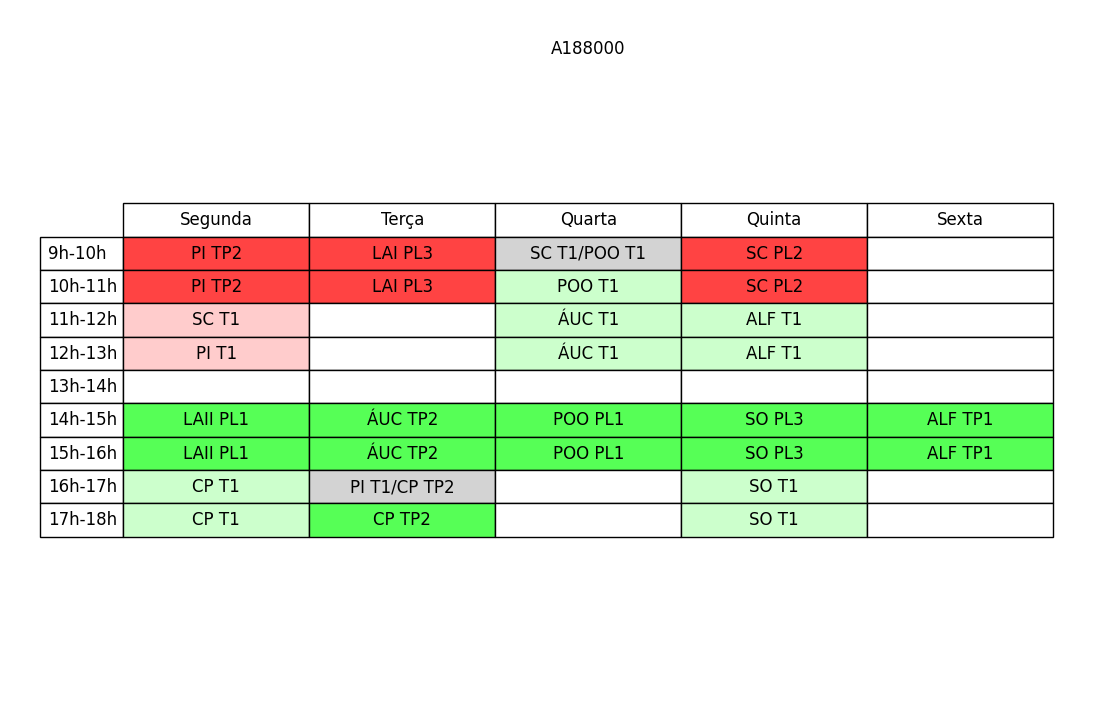 A188000
Segunda Terça Quarta Quinta Sexta
9h-10h PI TP2 LAI PL3 SC T1/POO T1 SC PL2
10h-11h PI TP2 LAI PL3 POO T1 SC PL2
11h-12h SC T1 ÁUC T1 ALF T1
12h-13h PI T1 ÁUC T1 ALF T1
13h-14h
14h-15h LAII PL1 ÁUC TP2 POO PL1 SO PL3 ALF TP1
15h-16h LAII PL1 ÁUC TP2 POO PL1 SO PL3 ALF TP1
16h-17h CP T1 PI T1/CP TP2 SO T1
17h-18h CP T1 CP TP2 SO T1